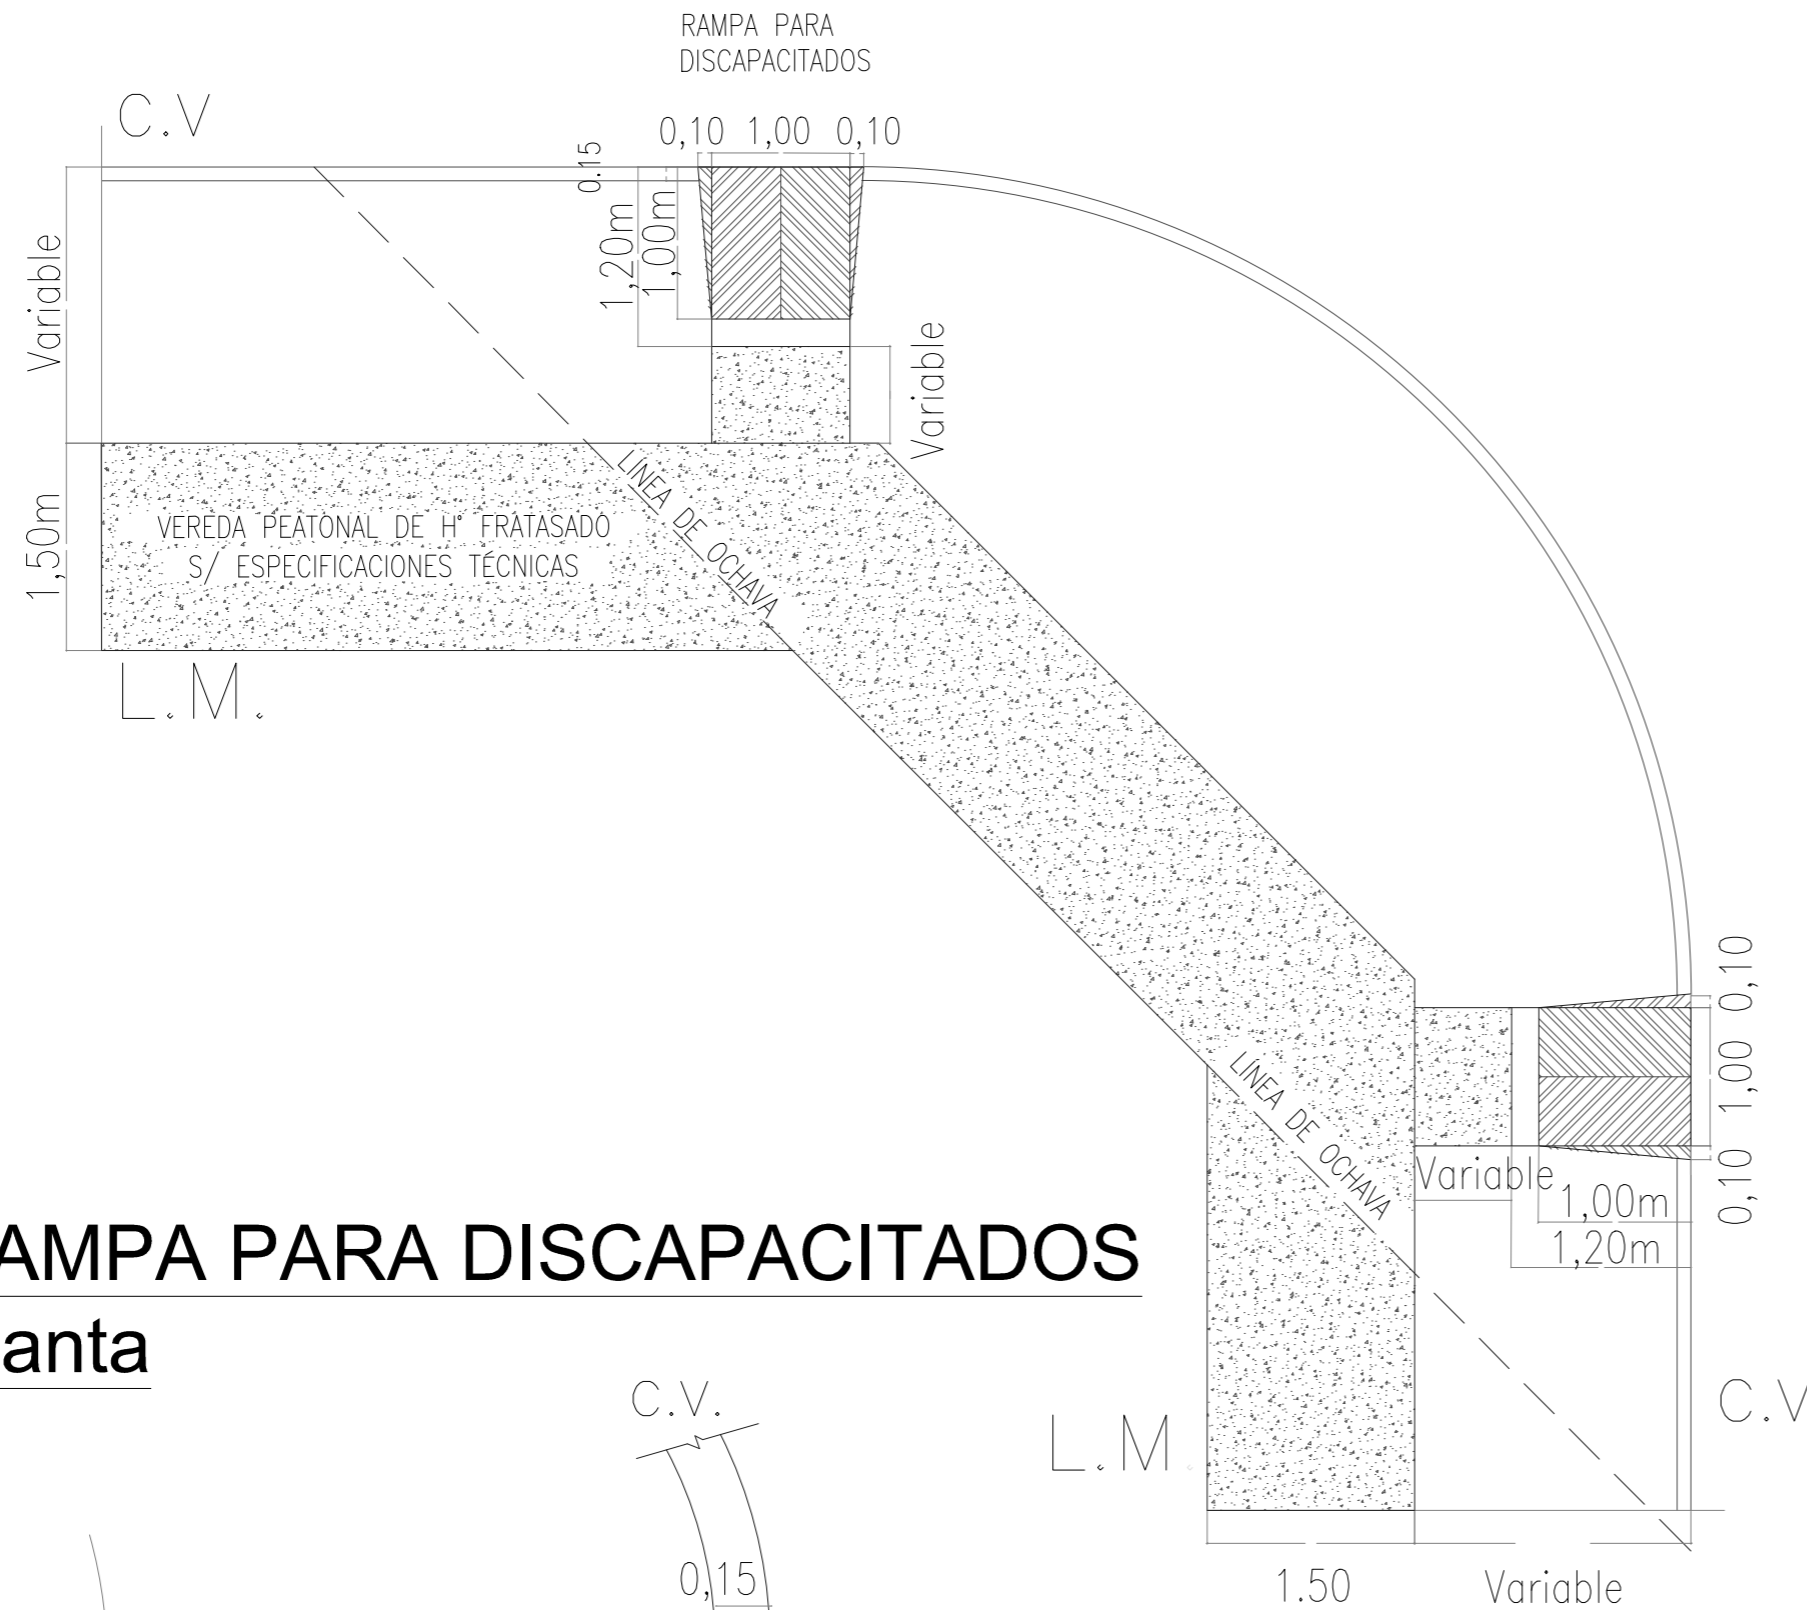 RAMPA PARA
DISCAPACITADOS
C.V
0,10 1,00 0,10
0.15
1,20m
1,00m
Variable
Variable
1,50m
LÍNEA DE OCHAVA
VEREDA PEATONAL DE H° FRATASADO
S/ ESPECIFICACIONES TÉCNICAS
L.M.
0,10
1,00
0,10
LÍNEA DE OCHAVA
Variable
1,00m
1,20m
AMPA PARA DISCAPACITADOS
anta
C.V.
C.V
L.M.
0,15
1.50
Variable